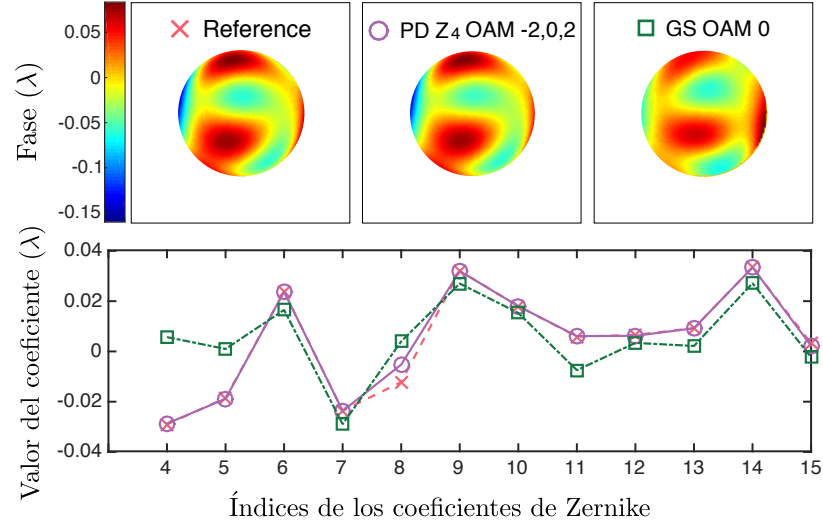 Reference
PD Z4 OAM -2,0,2
GS OAM 0
Fase (λ)
0.05
0
-0.05
-0.1
-0.15
Valor del coeficiente (λ)
0.04
0.02
0
-0.02
-0.04
4 5 6 7 8 9 10 11 12 13 14 15
Índices de los coeficientes de Zernike